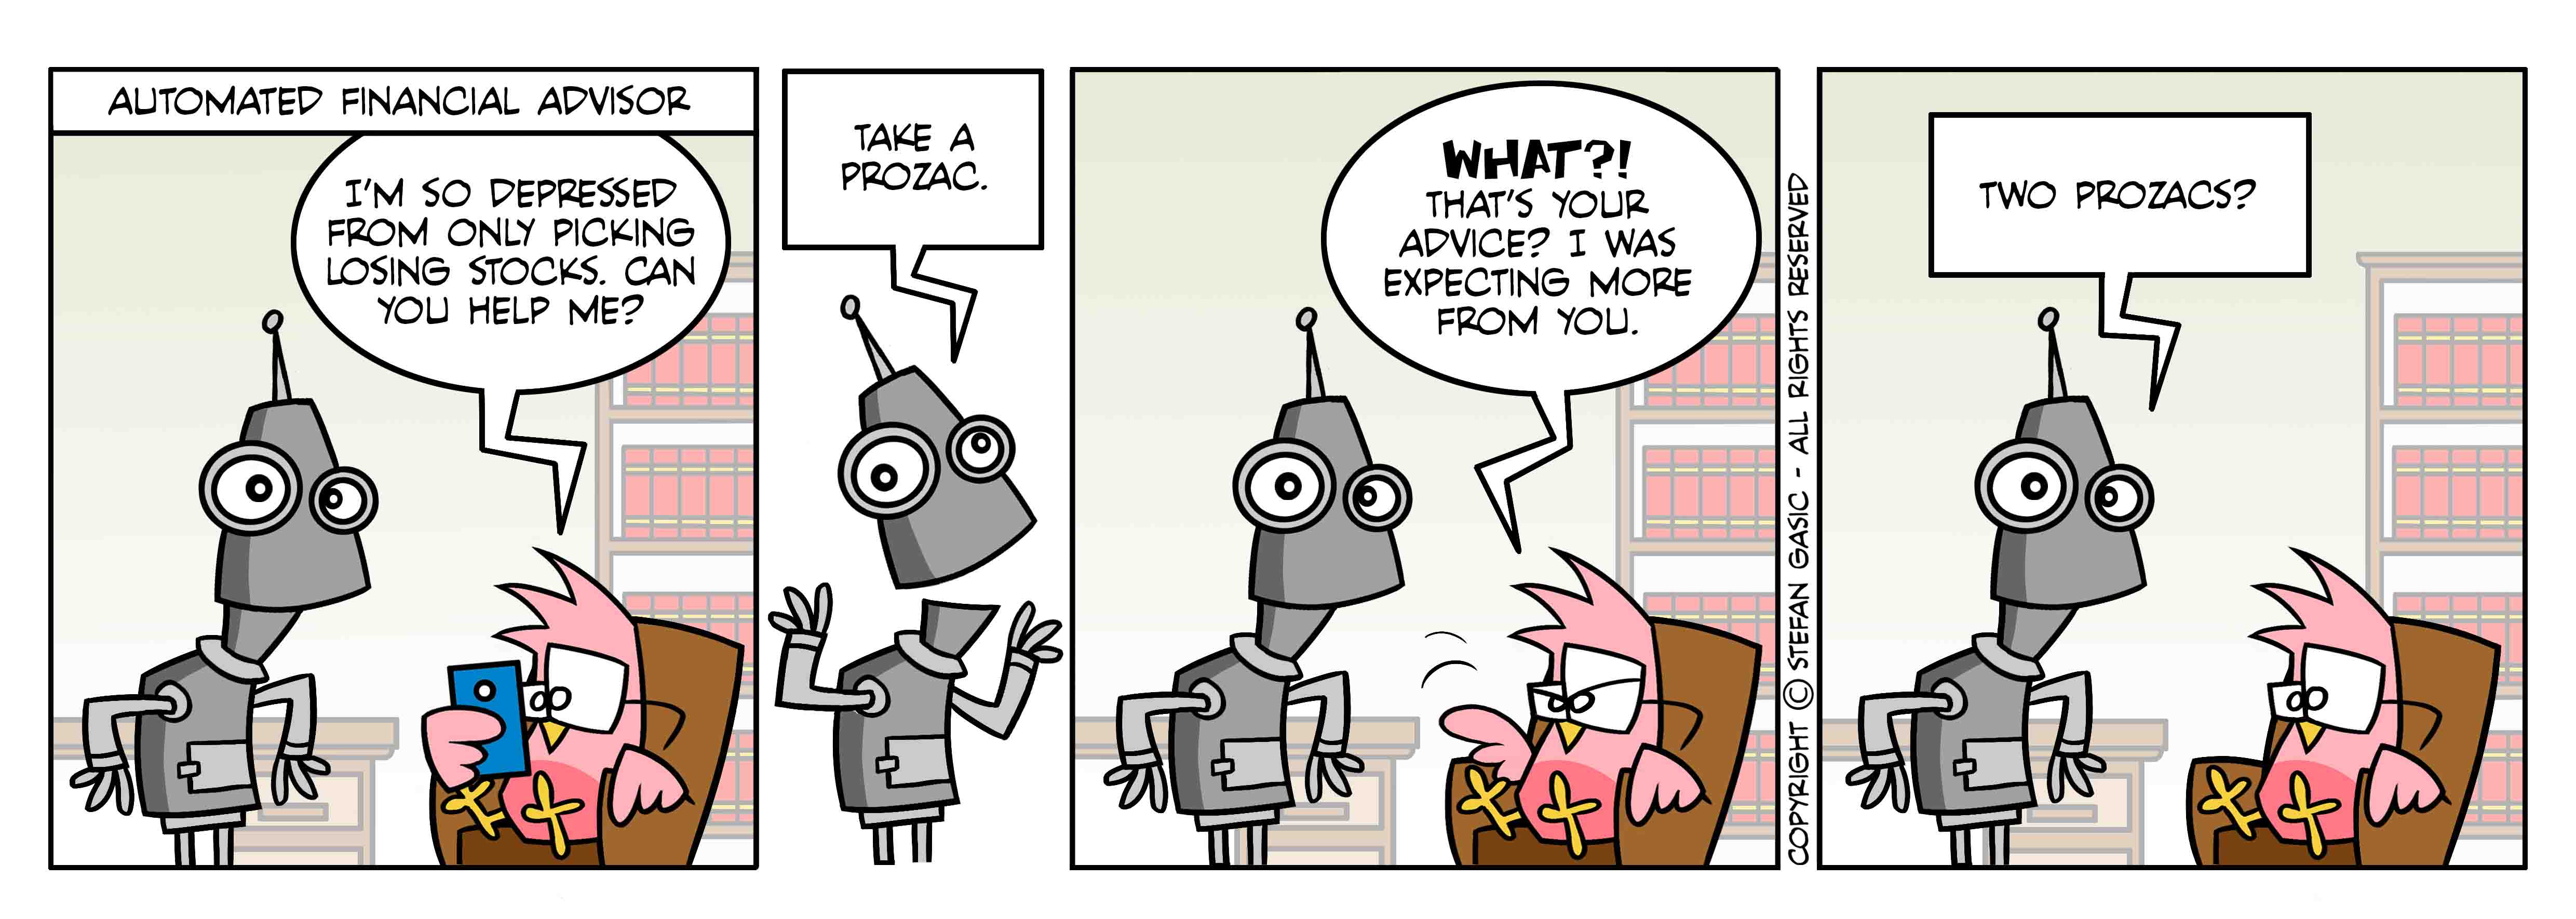 AUTOMATED FINANCIAL ADVISOR
I'M SO DEPRESSED
FROM ONLY PICKING
LOSING STOCKS. CAN
YOU HELP ME?
TAKE A
PROZAC.
WHAT?!
THAT'S YOUR
ADVICE? I WAS
EXPECTING MORE
FROM YOU.
COPYRIGHT © STEFAN GASIC - ALL RIGHTS RESERVED
TWO PROZACS?